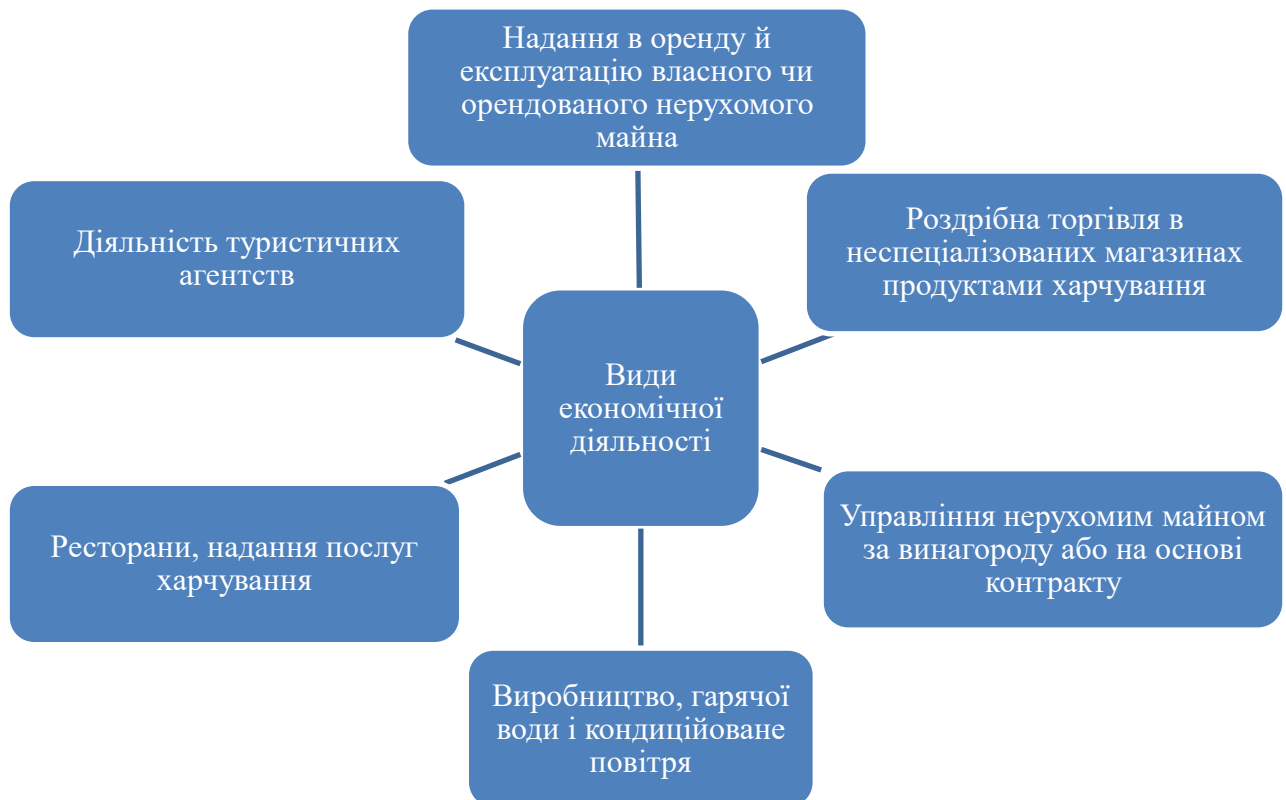 Надання в оренду й
експлуатацію власного чи
орендованого нерухомого
майна
Діяльність туристичних
агентств
Роздрібна торгівля в
неспеціалізованих магазинах
продуктами харчування
Види
економічної
діяльності
Ресторани, надання послуг
харчування
Управління нерухомим майном
за винагороду або на основі
контракту
Виробництво, гарячої
води і кондиційоване
повітря